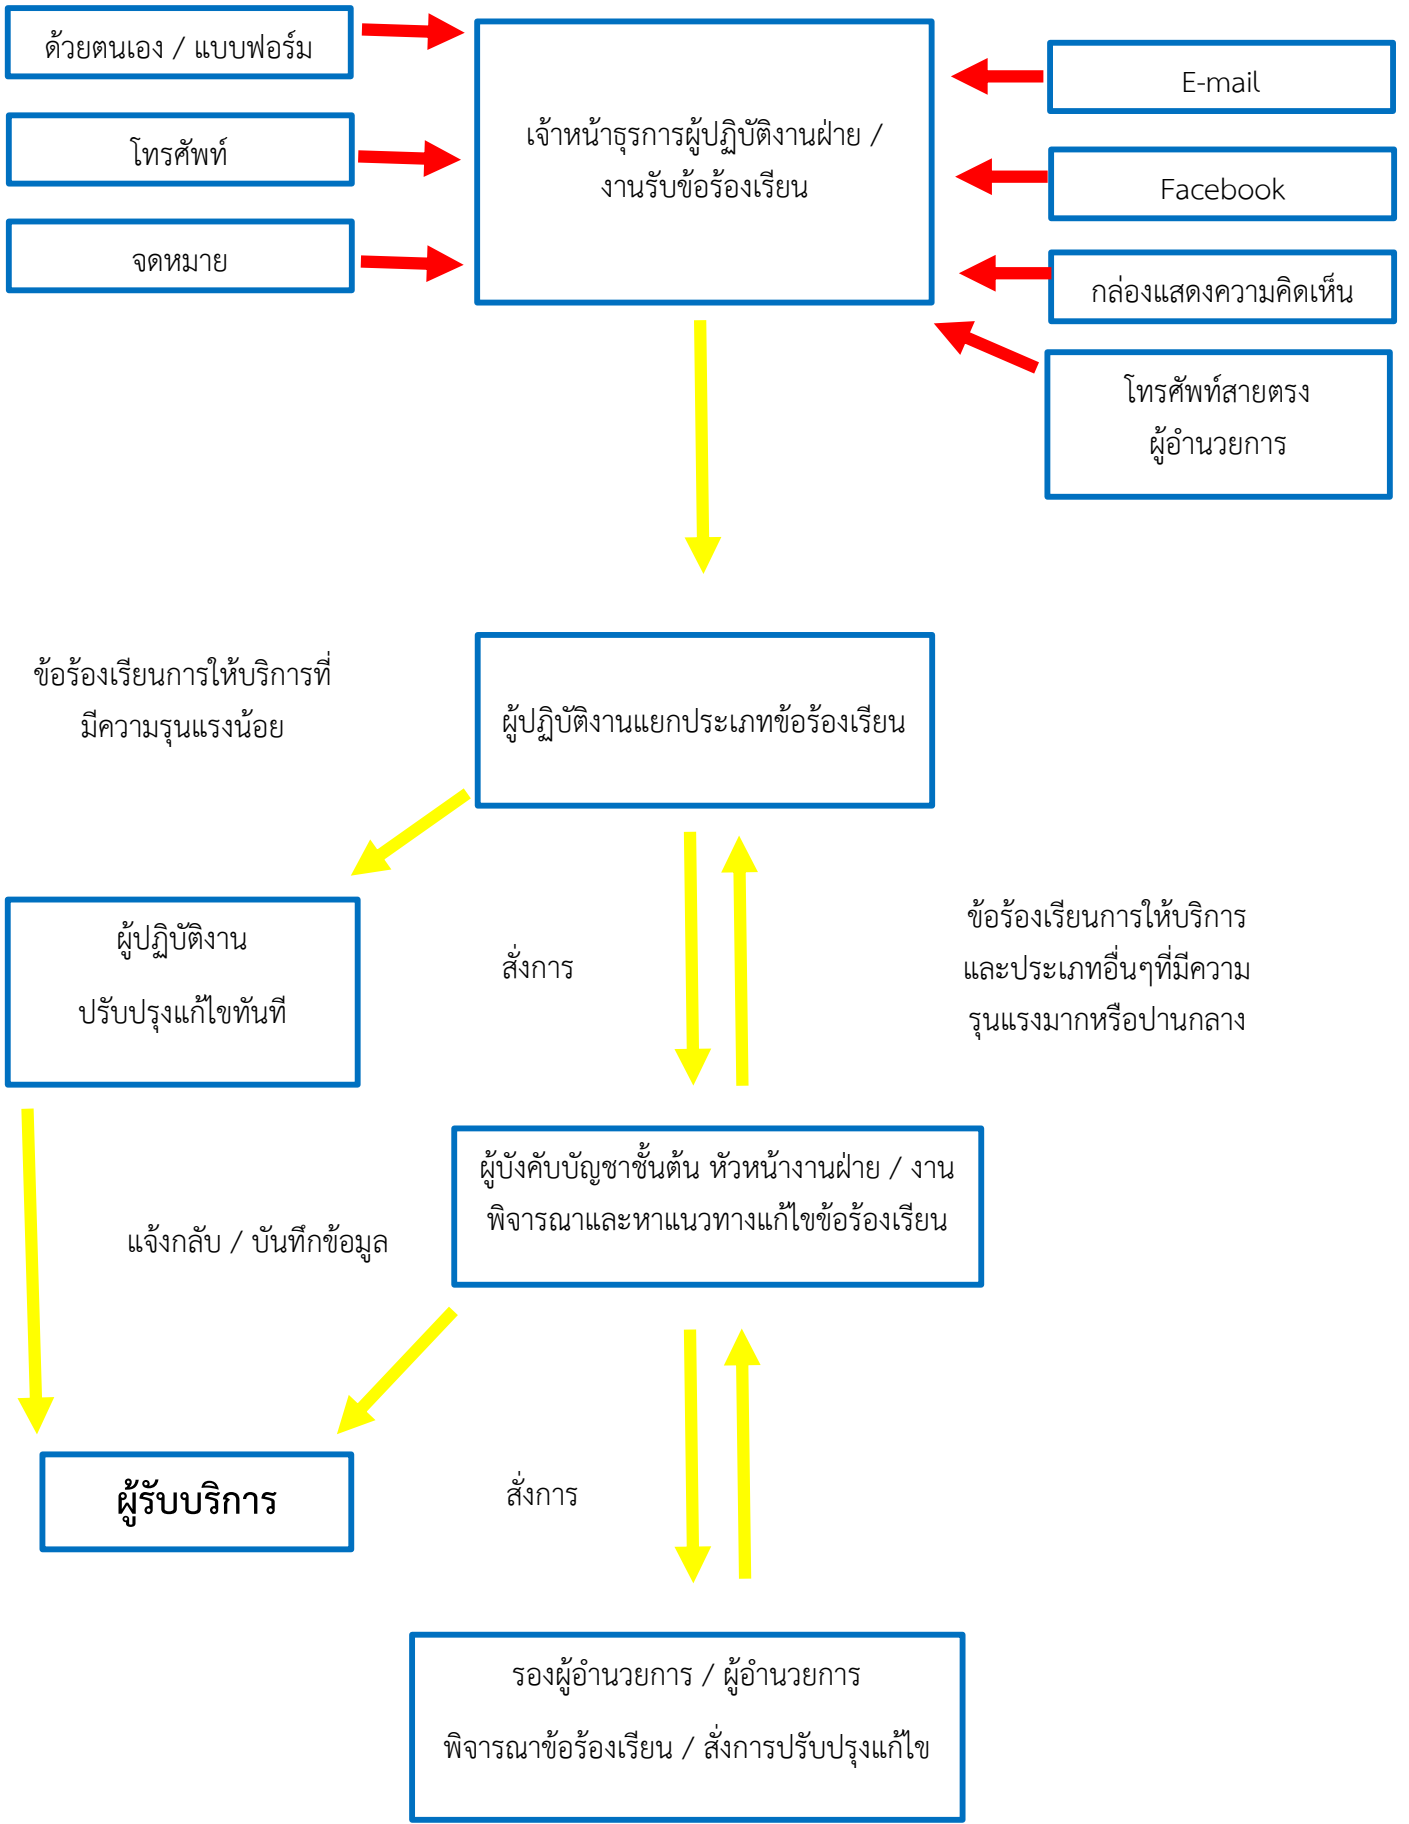 ด้วยตนเอง / แบบฟอร์ม
โทรศัพท์
จดหมาย
เจ้าหน้าธุรการผู้ปฏิบัติงานฝ่าย /
งานรับข้อร้องเรียน
E-mail
Facebook
กล่องแสดงความคิดเห็น
โทรศัพท์สายตรง
ผู้อำนวยการ
ข้อร้องเรียนการให้บริการที่
มีความรุนแรงน้อย
ผู้ปฏิบัติงานแยกประเภทข้อร้องเรียน
ผู้ปฏิบัติงาน
ปรับปรุงแก้ไขทันที
สั่งการ
ข้อร้องเรียนการให้บริการ
และประเภทอื่นๆที่มีความ
รุนแรงมากหรือปานกลาง
ผู้บังคับบัญชาชั้นต้น หัวหน้างานฝ่าย / งาน
พิจารณาและหาแนวทางแก้ไขข้อร้องเรียน
แจ้งกลับ / บันทึกข้อมูล
ผู้รับบริการ
สั่งการ
รองผู้อำนวยการ / ผู้อำนวยการ
พิจารณาข้อร้องเรียน / สั่งการปรับปรุงแก้ไข